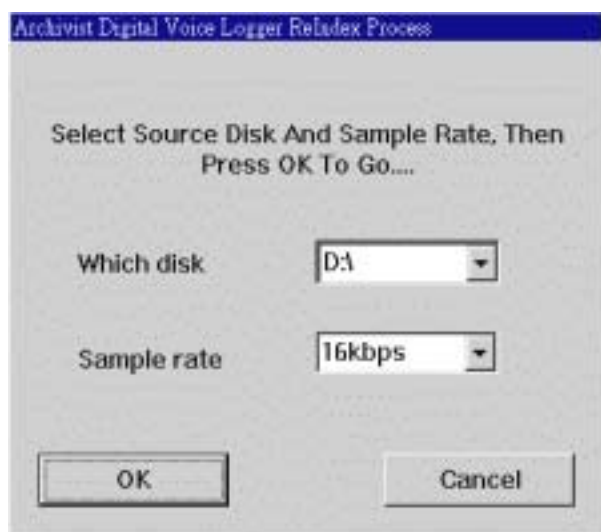 Archivist Digital Voice Logger ReIndex Process
Select Source Disk And Sample Rate, Then
Press OK To Go....
Which disk
D:\
Sample rate
16kbps
OK
Cancel